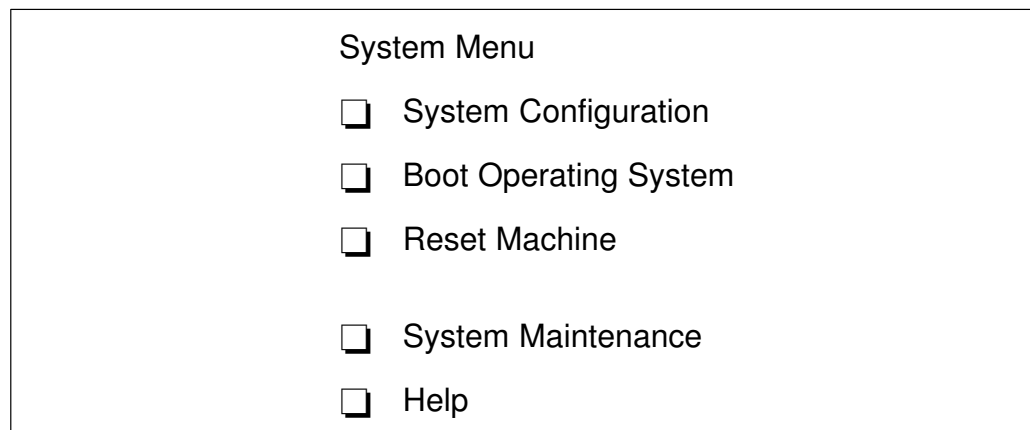 System Menu
System Configuration
Boot Operating System
Reset Machine
System Maintenance
Help